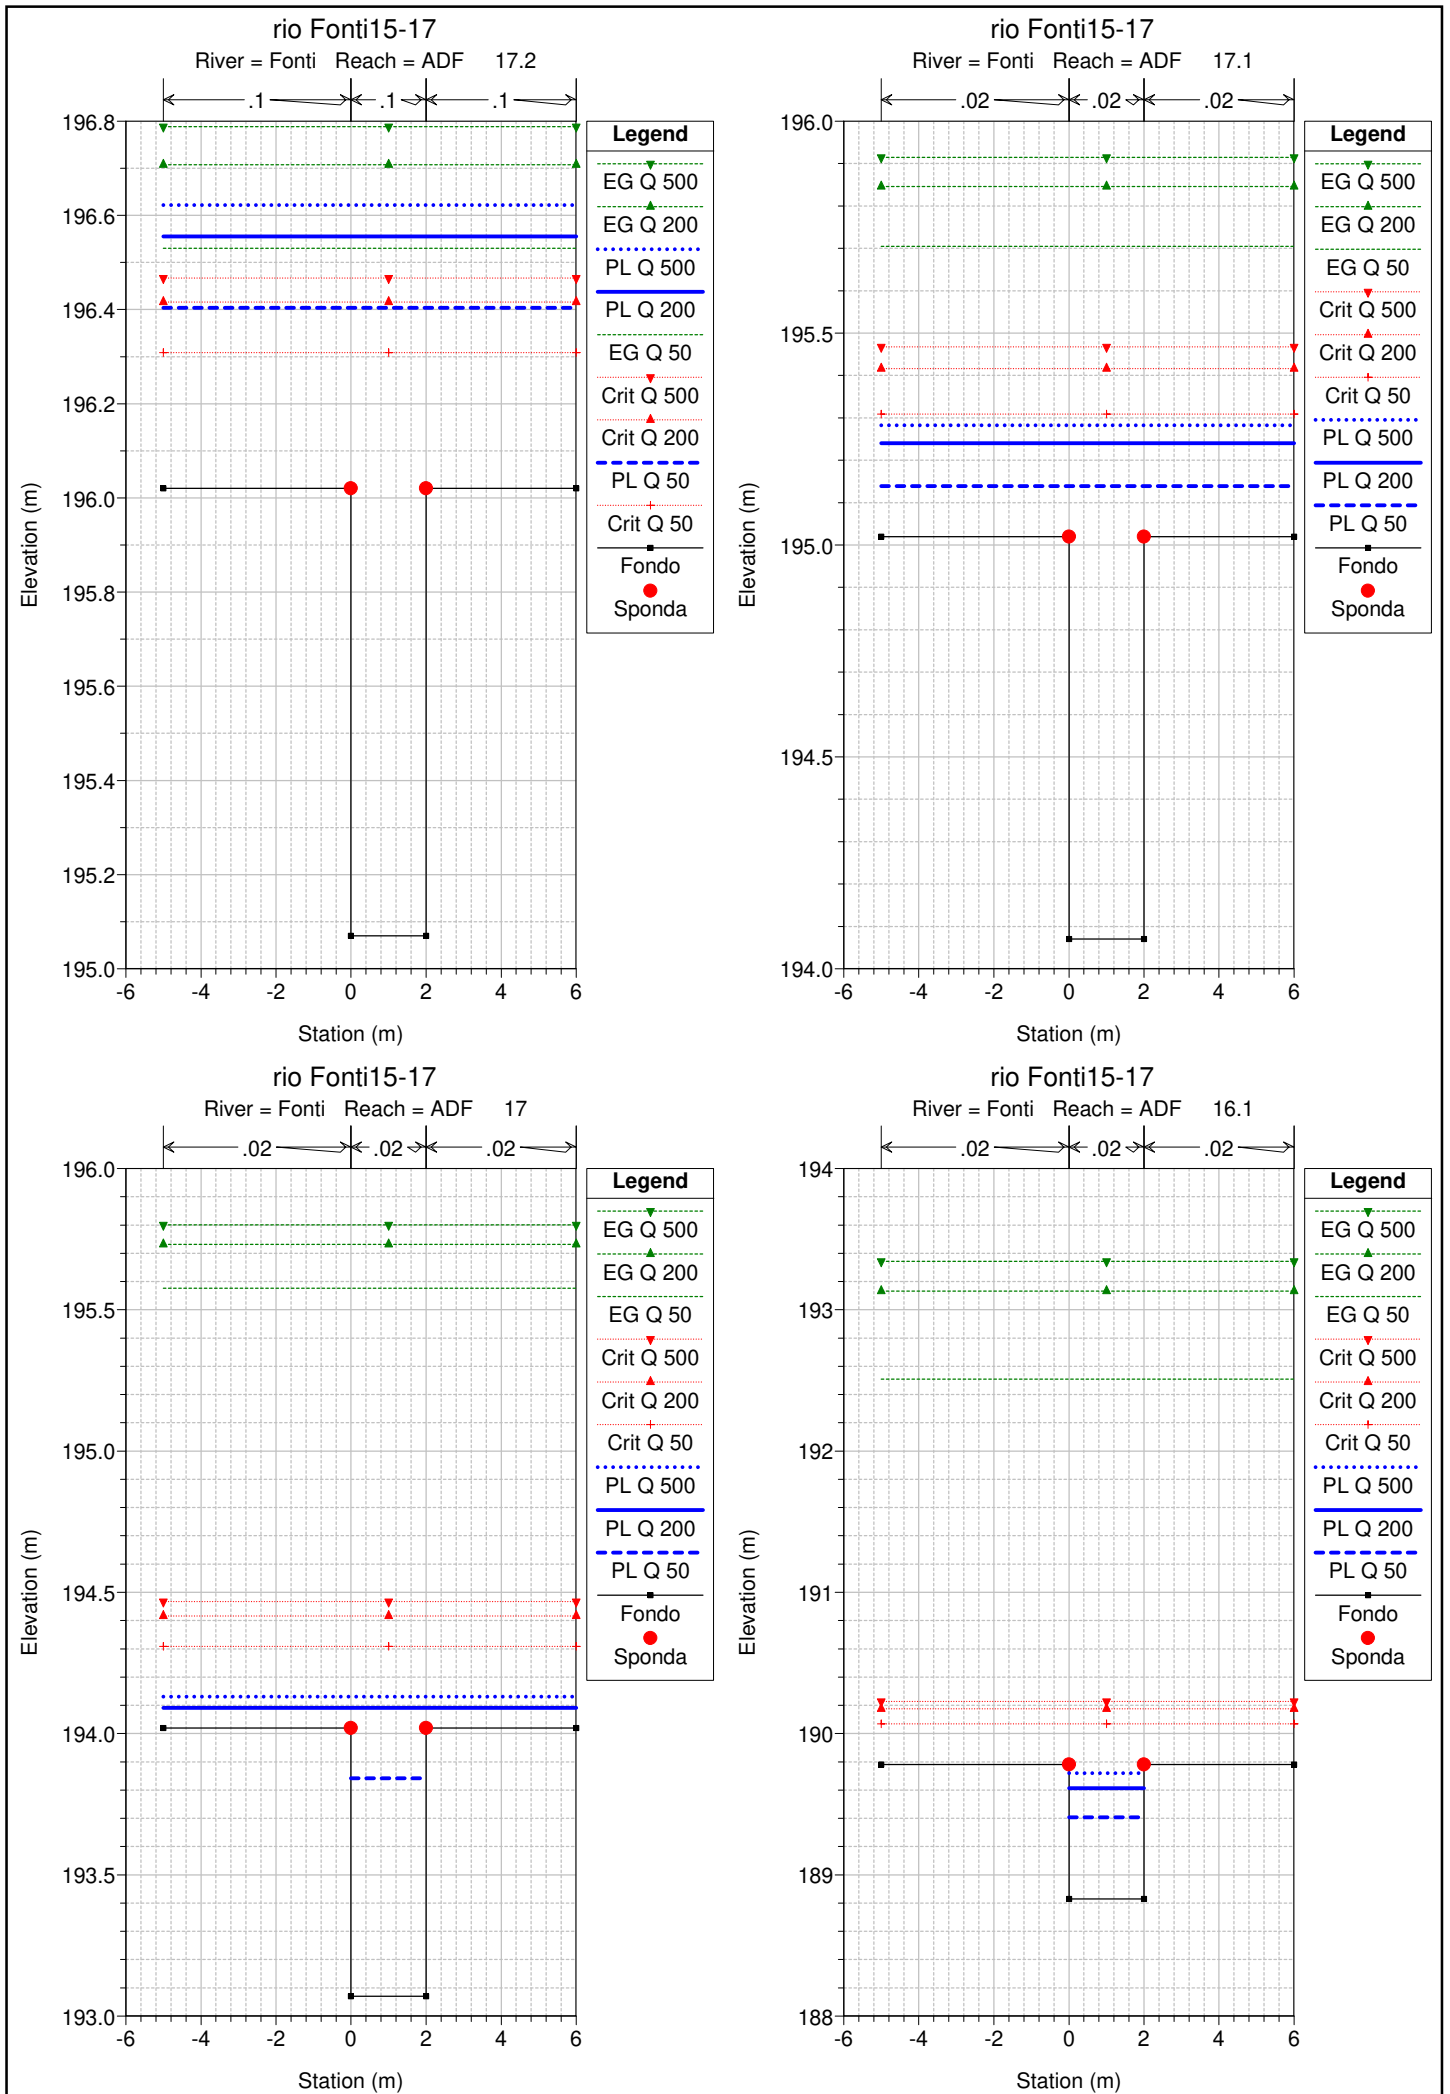 rio Fonti15-17
River = Fonti Reach = ADF 17.2
.1 .1 .1
196.8
196.6
196.4
196.2
196.0
195.8
195.6
195.4
195.2
195.0
-6 -4 -2 0 2 4 6
Station (m)
Elevation (m)
Legend
EG Q 500
EG Q 200
PL Q 500
PL Q 200
EG Q 50
Crit Q 500
Crit Q 200
PL Q 50
Crit Q 50
Fondo
Sponda
rio Fonti15-17
River = Fonti Reach = ADF 17.1
.02 .02 .02
196.0
195.5
195.0
194.5
194.0
-6 -4 -2 0 2 4 6
Station (m)
Elevation (m)
Legend
EG Q 500
EG Q 200
EG Q 50
Crit Q 500
Crit Q 200
Crit Q 50
PL Q 500
PL Q 200
PL Q 50
Fondo
Sponda
rio Fonti15-17
River = Fonti Reach = ADF 17
.02 .02 .02
196.0
195.5
195.0
194.5
194.0
193.5
193.0
-6 -4 -2 0 2 4 6
Station (m)
Elevation (m)
Legend
EG Q 500
EG Q 200
EG Q 50
Crit Q 500
Crit Q 200
Crit Q 50
PL Q 500
PL Q 200
PL Q 50
Fondo
Sponda
rio Fonti15-17
River = Fonti Reach = ADF 16.1
.02 .02 .02
194
193
192
191
190
189
188
-6 -4 -2 0 2 4 6
Station (m)
Elevation (m)
Legend
EG Q 500
EG Q 200
EG Q 50
Crit Q 500
Crit Q 200
Crit Q 50
PL Q 500
PL Q 200
PL Q 50
Fondo
Sponda